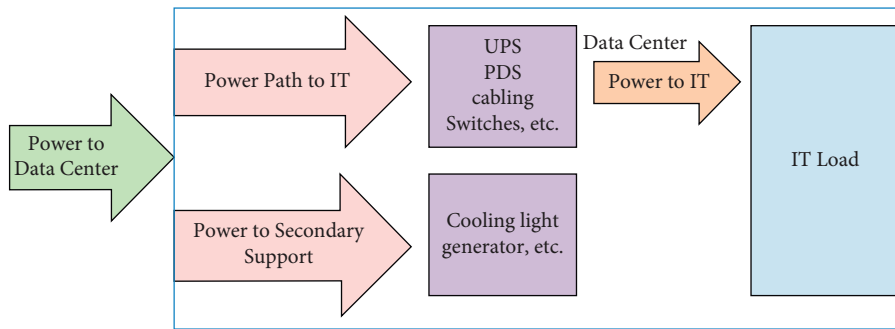 Power to
Data Center
Power Path to IT
UPS
PDS
cabling
Switches, etc.
Data Center
Power to IT
IT Load
Power to Secondary
Support
Cooling light
generator, etc.